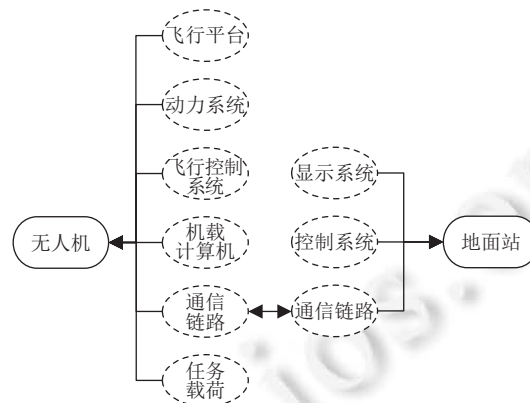 飞行平台
动力系统
飞行控制
系统
显示系统
无人机
机载
计算机
控制系统
地面站
通信
链路
通信链路
任务
载荷